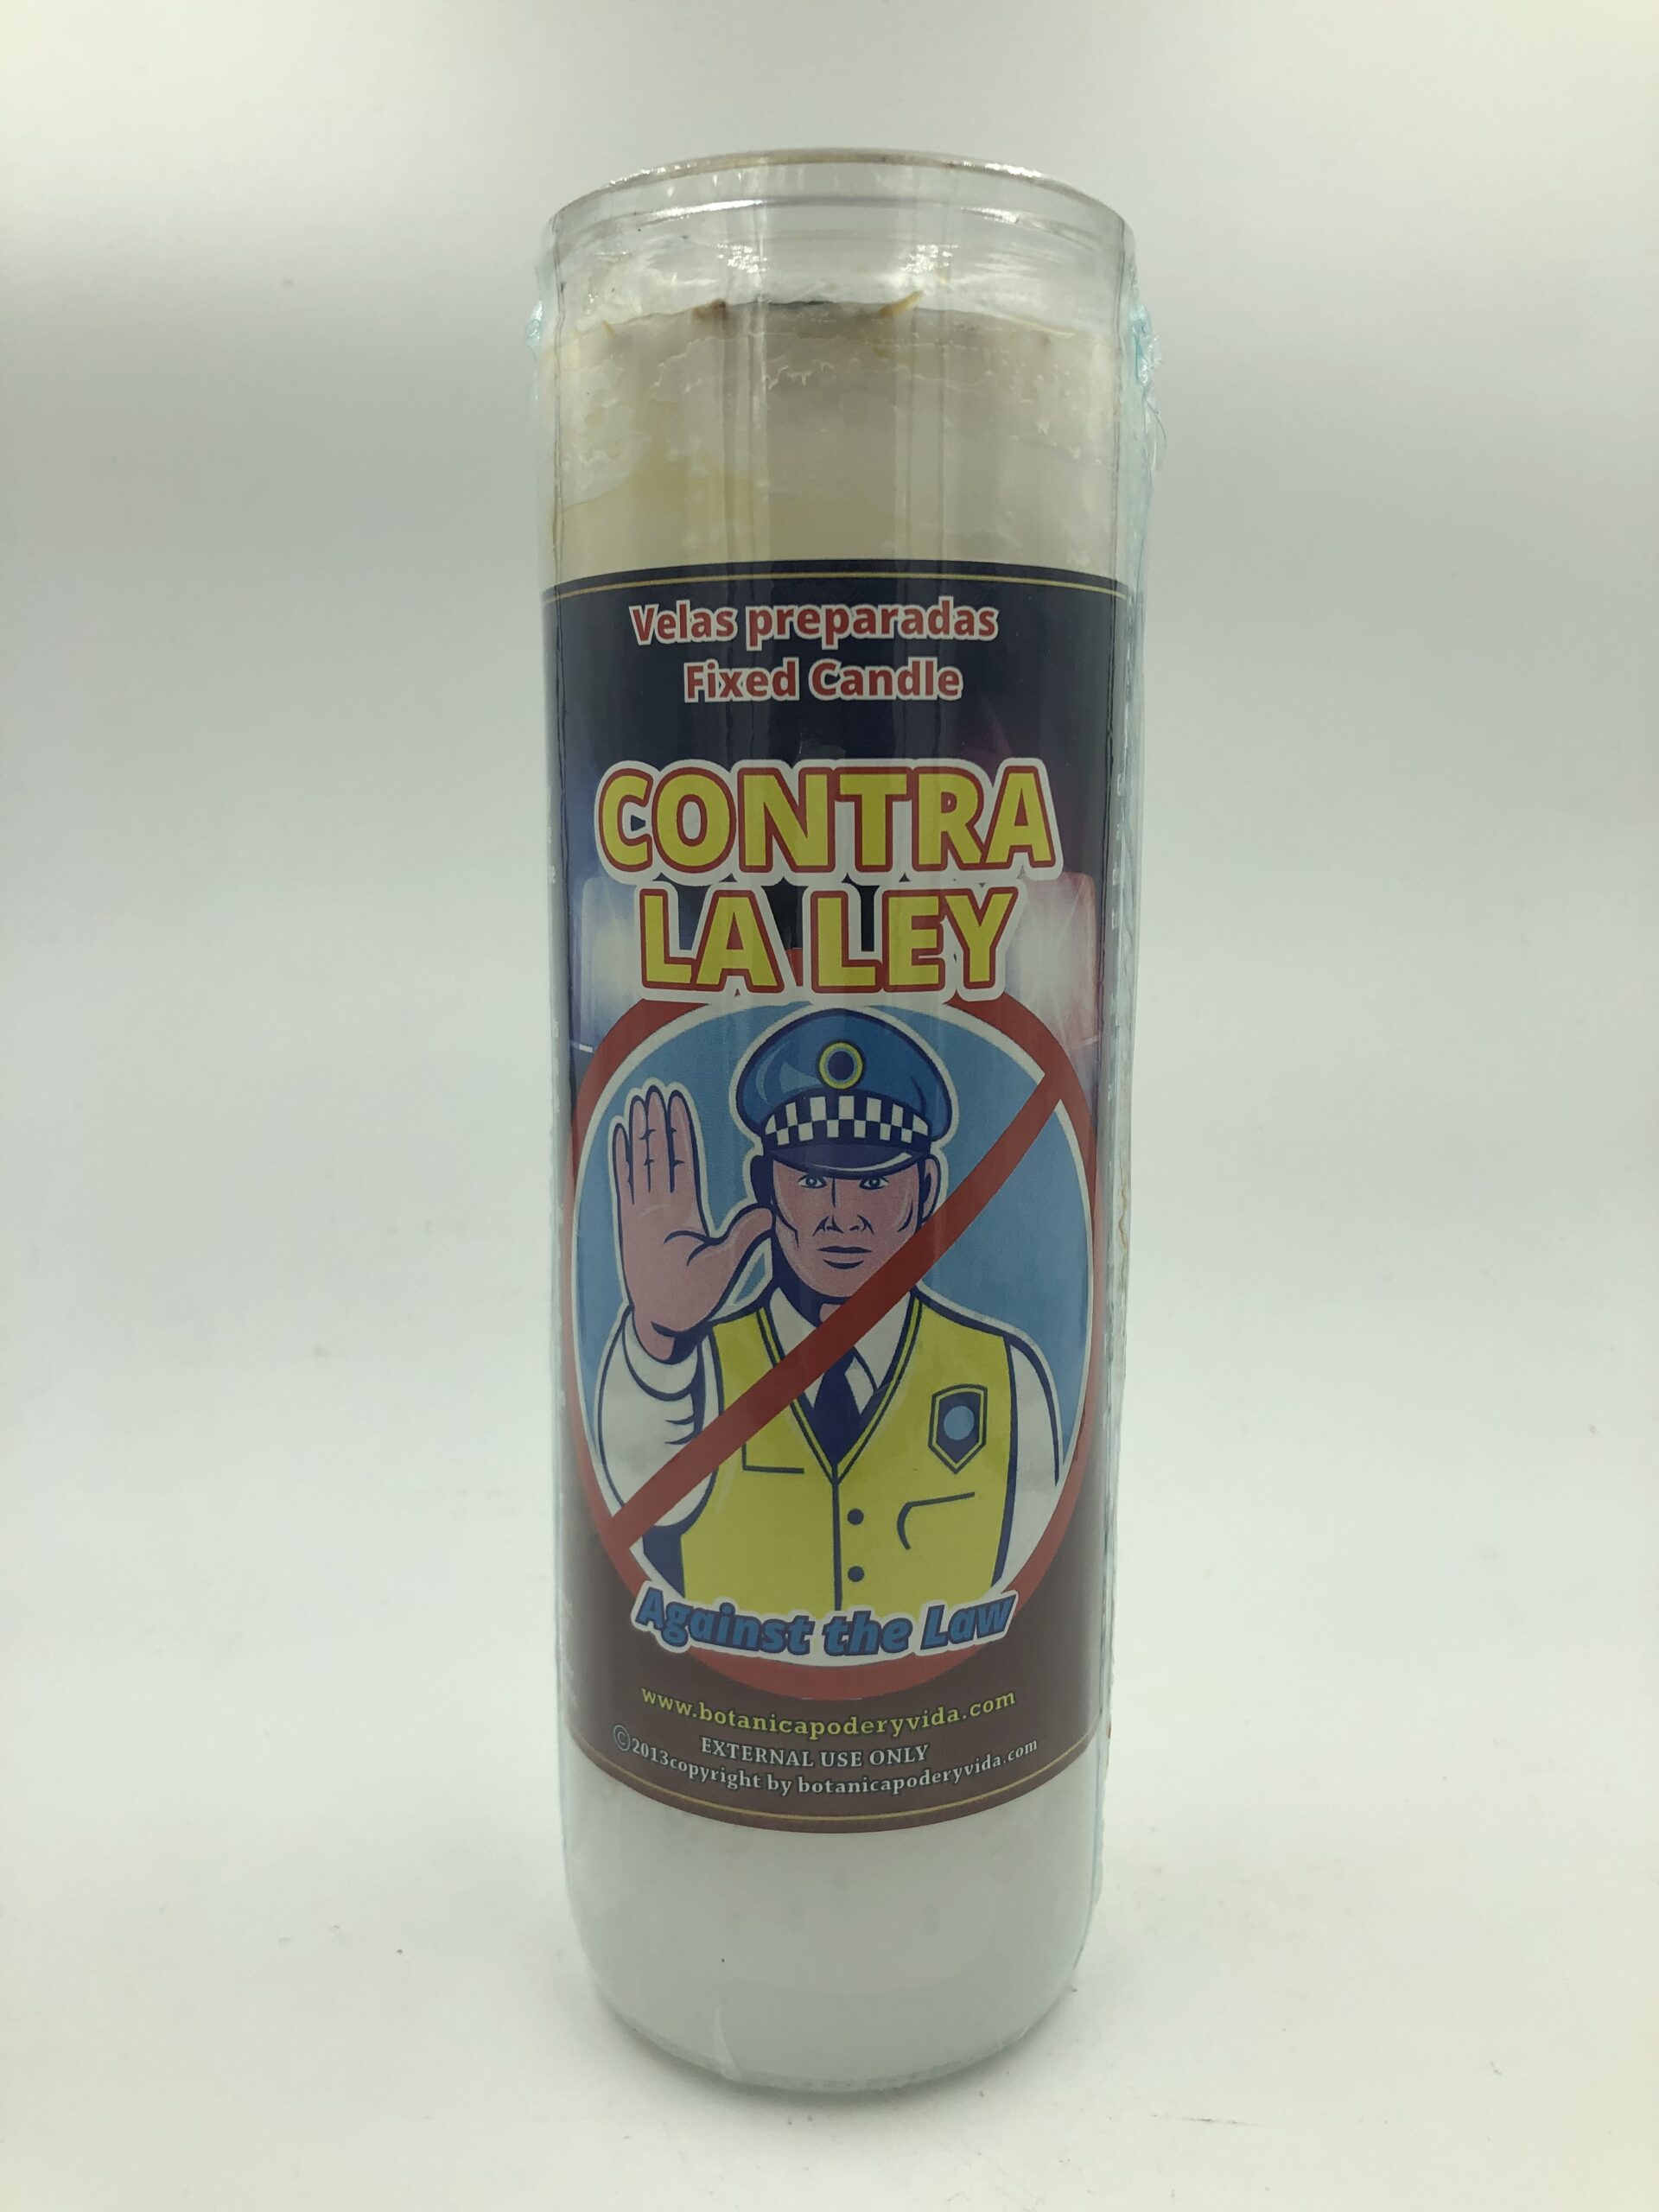 Velas preparadas
Fixed Candle
CONTRA
LA LEY
Against the Law
www.botanicapoderyvida.com
EXTERNAL USE ONLY
©2013copyright by botanicapoderyvida.com